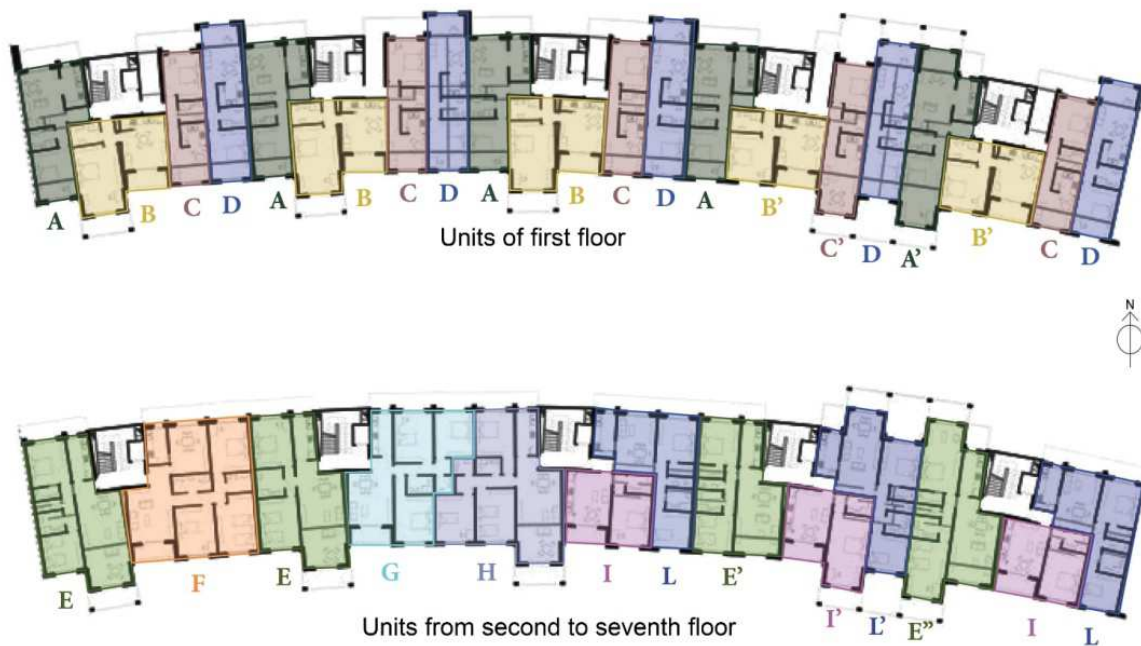 A B C D A B C D A B C D A B' C' D A' B' C D
Units of first floor
N
E F E G H I L E' I' L' E" I L
Units from second to seventh floor